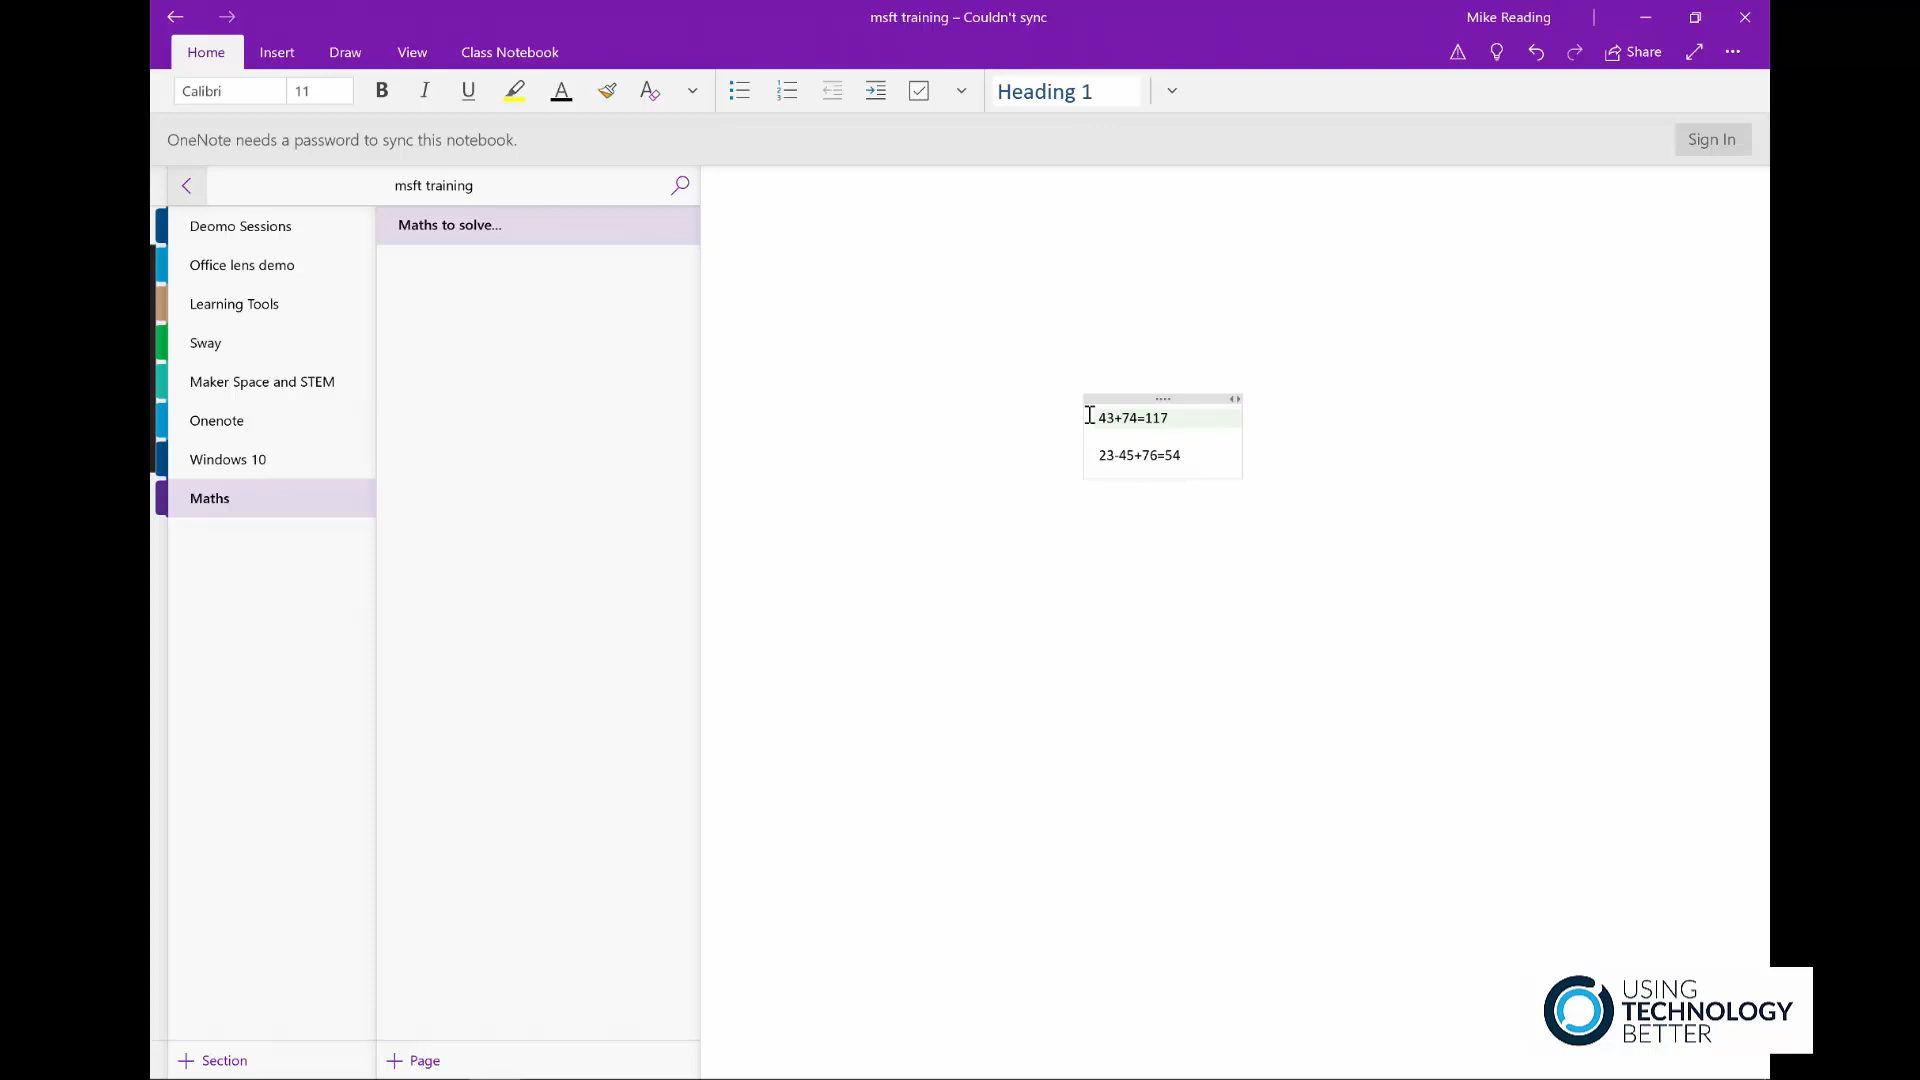 msft training – Couldn't sync
Mike Reading
Home Insert Draw View Class Notebook
Share
Calibri 11 B I U A A Heading 1
OneNote needs a password to sync this notebook.
Sign In
msft training
Deomo Sessions
Office lens demo
Learning Tools
Sway
Maker Space and STEM
Onenote
Windows 10
Maths
Maths to solve...
43+74=117
23-45+76=54
+ Section
+ Page
USING
TECHNOLOGY
BETTER